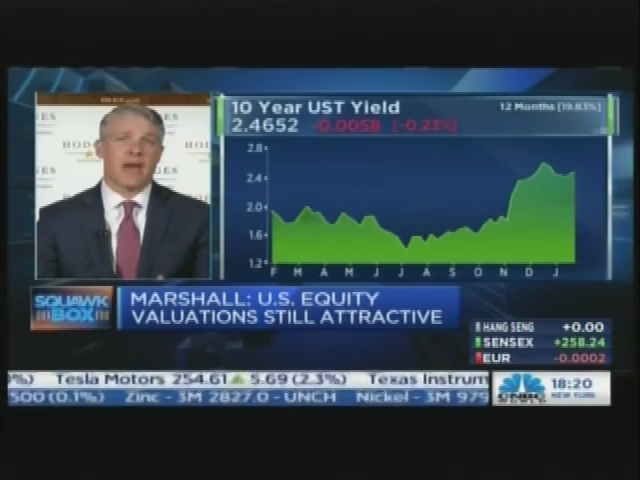 10 Year UST Yield
12 Months (19.83%)
2.4652 -0.0058 (-0.23%)
2.8
2.4
2.0
1.6
1.2
F M A M J J A S O N D J
HODGES
SQUAWK
BOX
MARSHALL: U.S. EQUITY
VALUATIONS STILL ATTRACTIVE
HANG SENG +0.00
SENSEX +258.24
EUR -0.0002
%) Tesla Motors 254.61 5.69 (2.3%) Texas Instrum
500 (0.1%) Zinc - 3M 2827.0 - UNCH Nickel - 3M 979
CNBC
18:20
NEW YORK